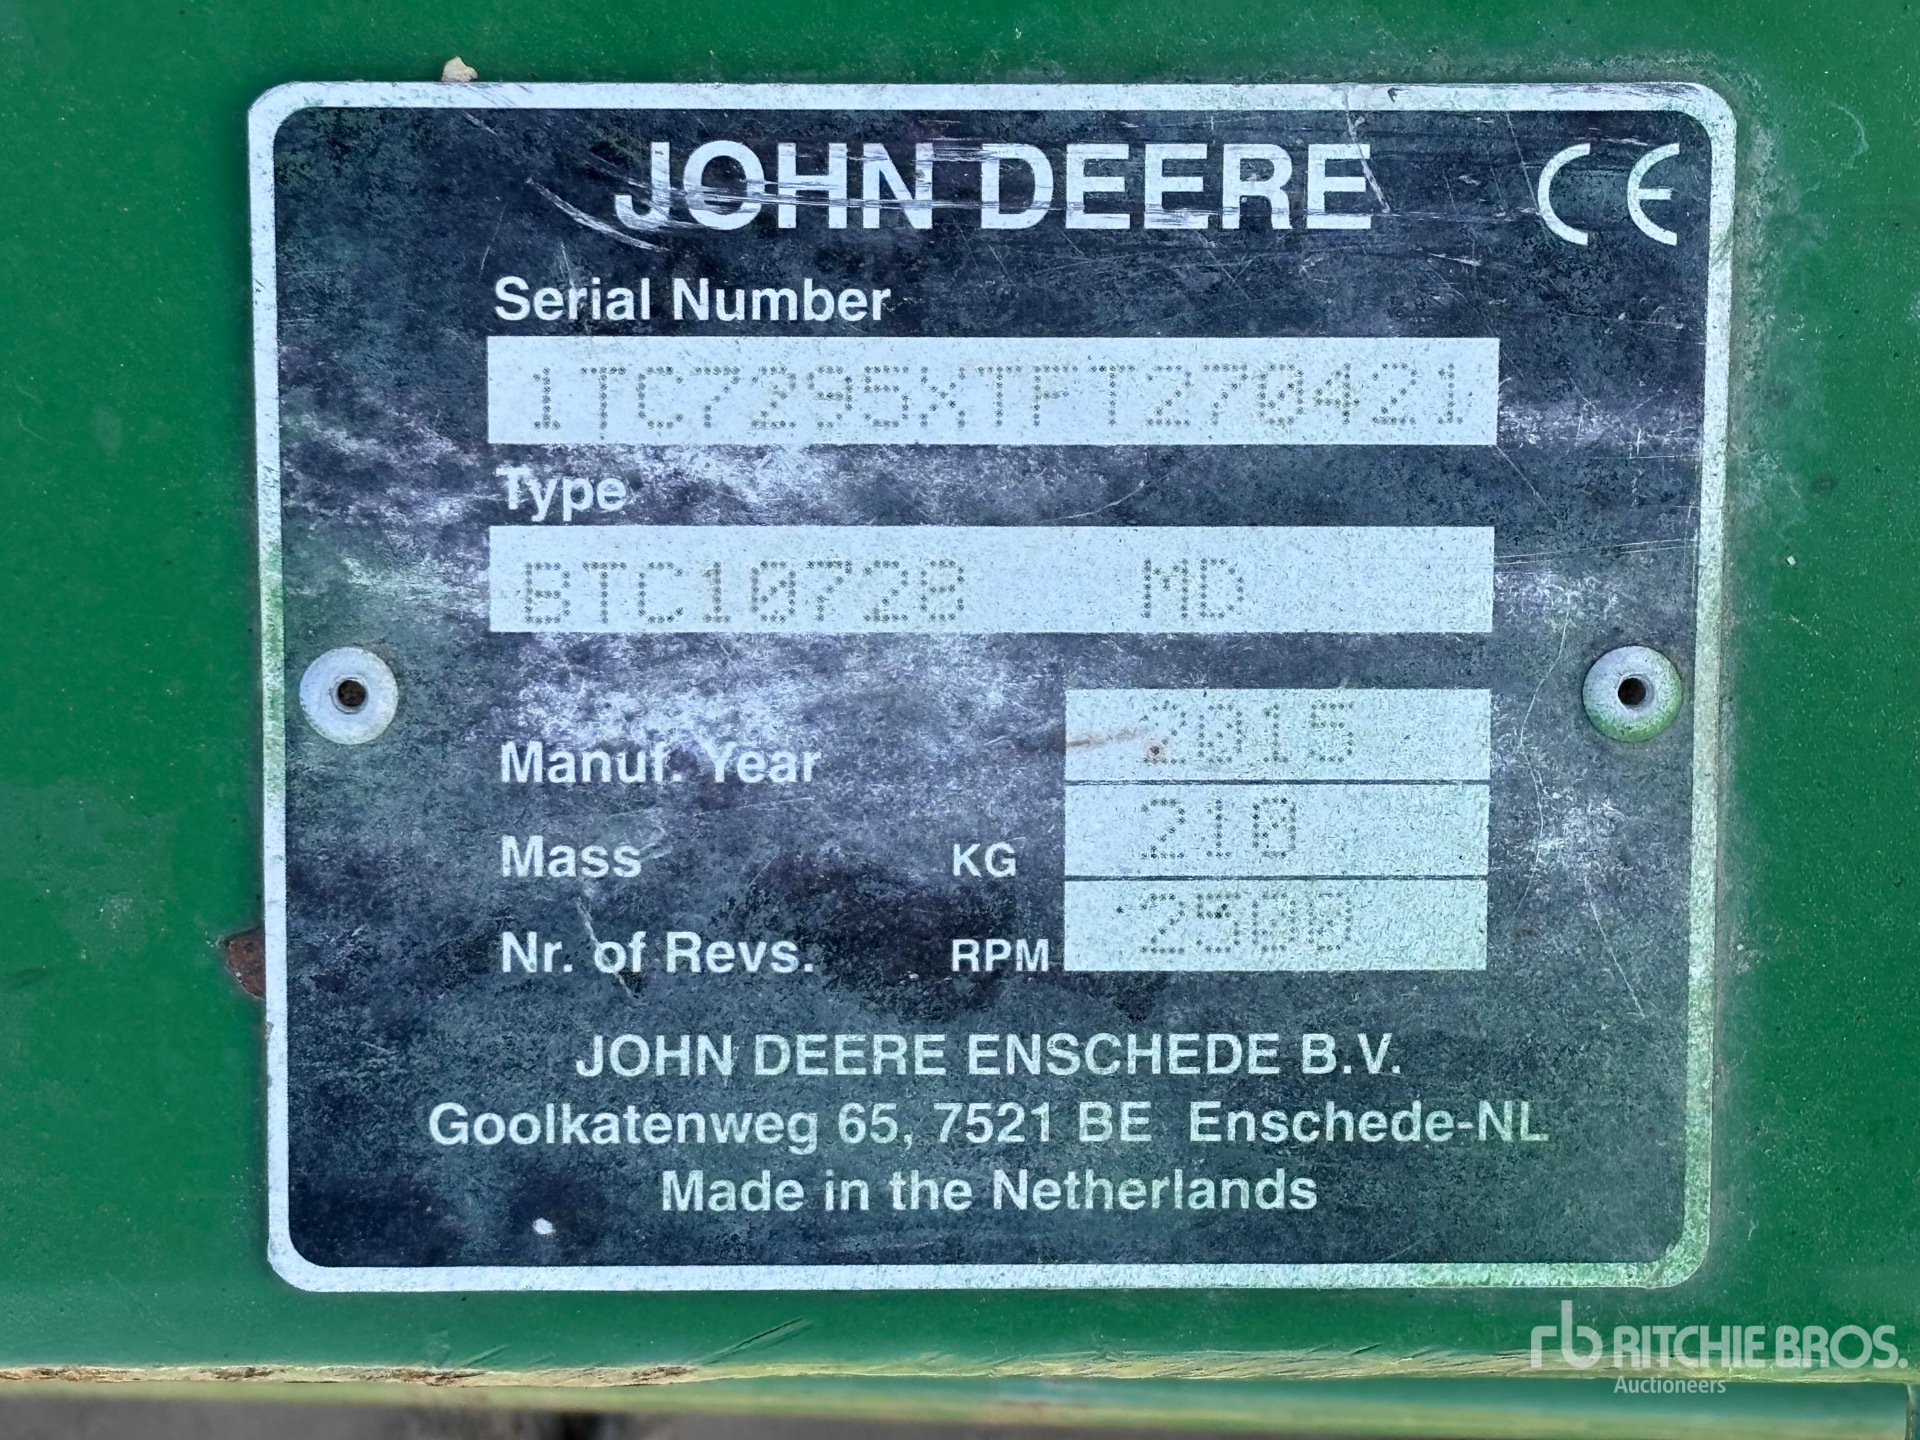 JOHN DEERE CE
Serial Number
1TC7295XTFT270421
Type
BTC10728 MD
Manuf. Year 2015
Mass KG 210
Nr. of Revs. RPM 2500
JOHN DEERE ENSCHEDE B.V.
Goolkatenweg 65, 7521 BE Enschede-NL
Made in the Netherlands
rb RITCHIE BROS.
Auctioneers